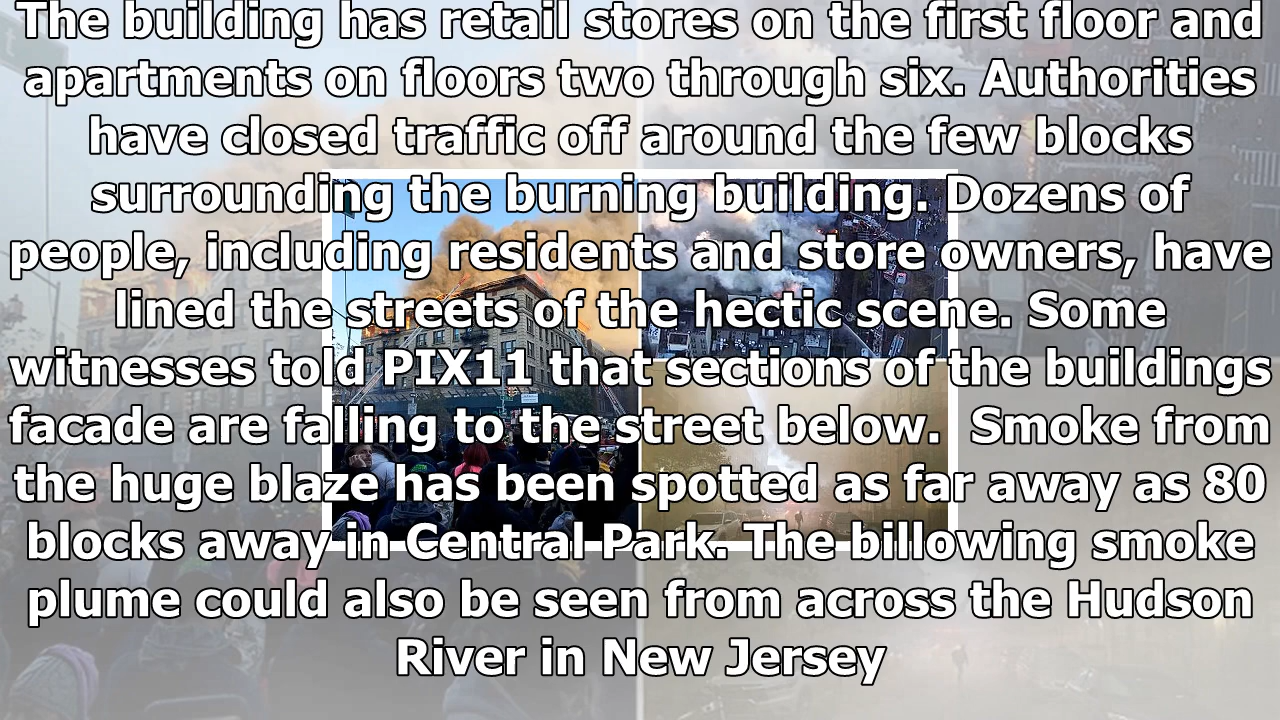 The building has retail stores on the first floor and
apartments on floors two through six. Authorities
have closed traffic off around the few blocks
surrounding the burning building. Dozens of
people, including residents and store owners, have
lined the streets of the hectic scene. Some
witnesses told PIX11 that sections of the buildings
facade are falling to the street below.  Smoke from
the huge blaze has been spotted as far away as 80
blocks away in Central Park. The billowing smoke
plume could also be seen from across the Hudson
River in New Jersey